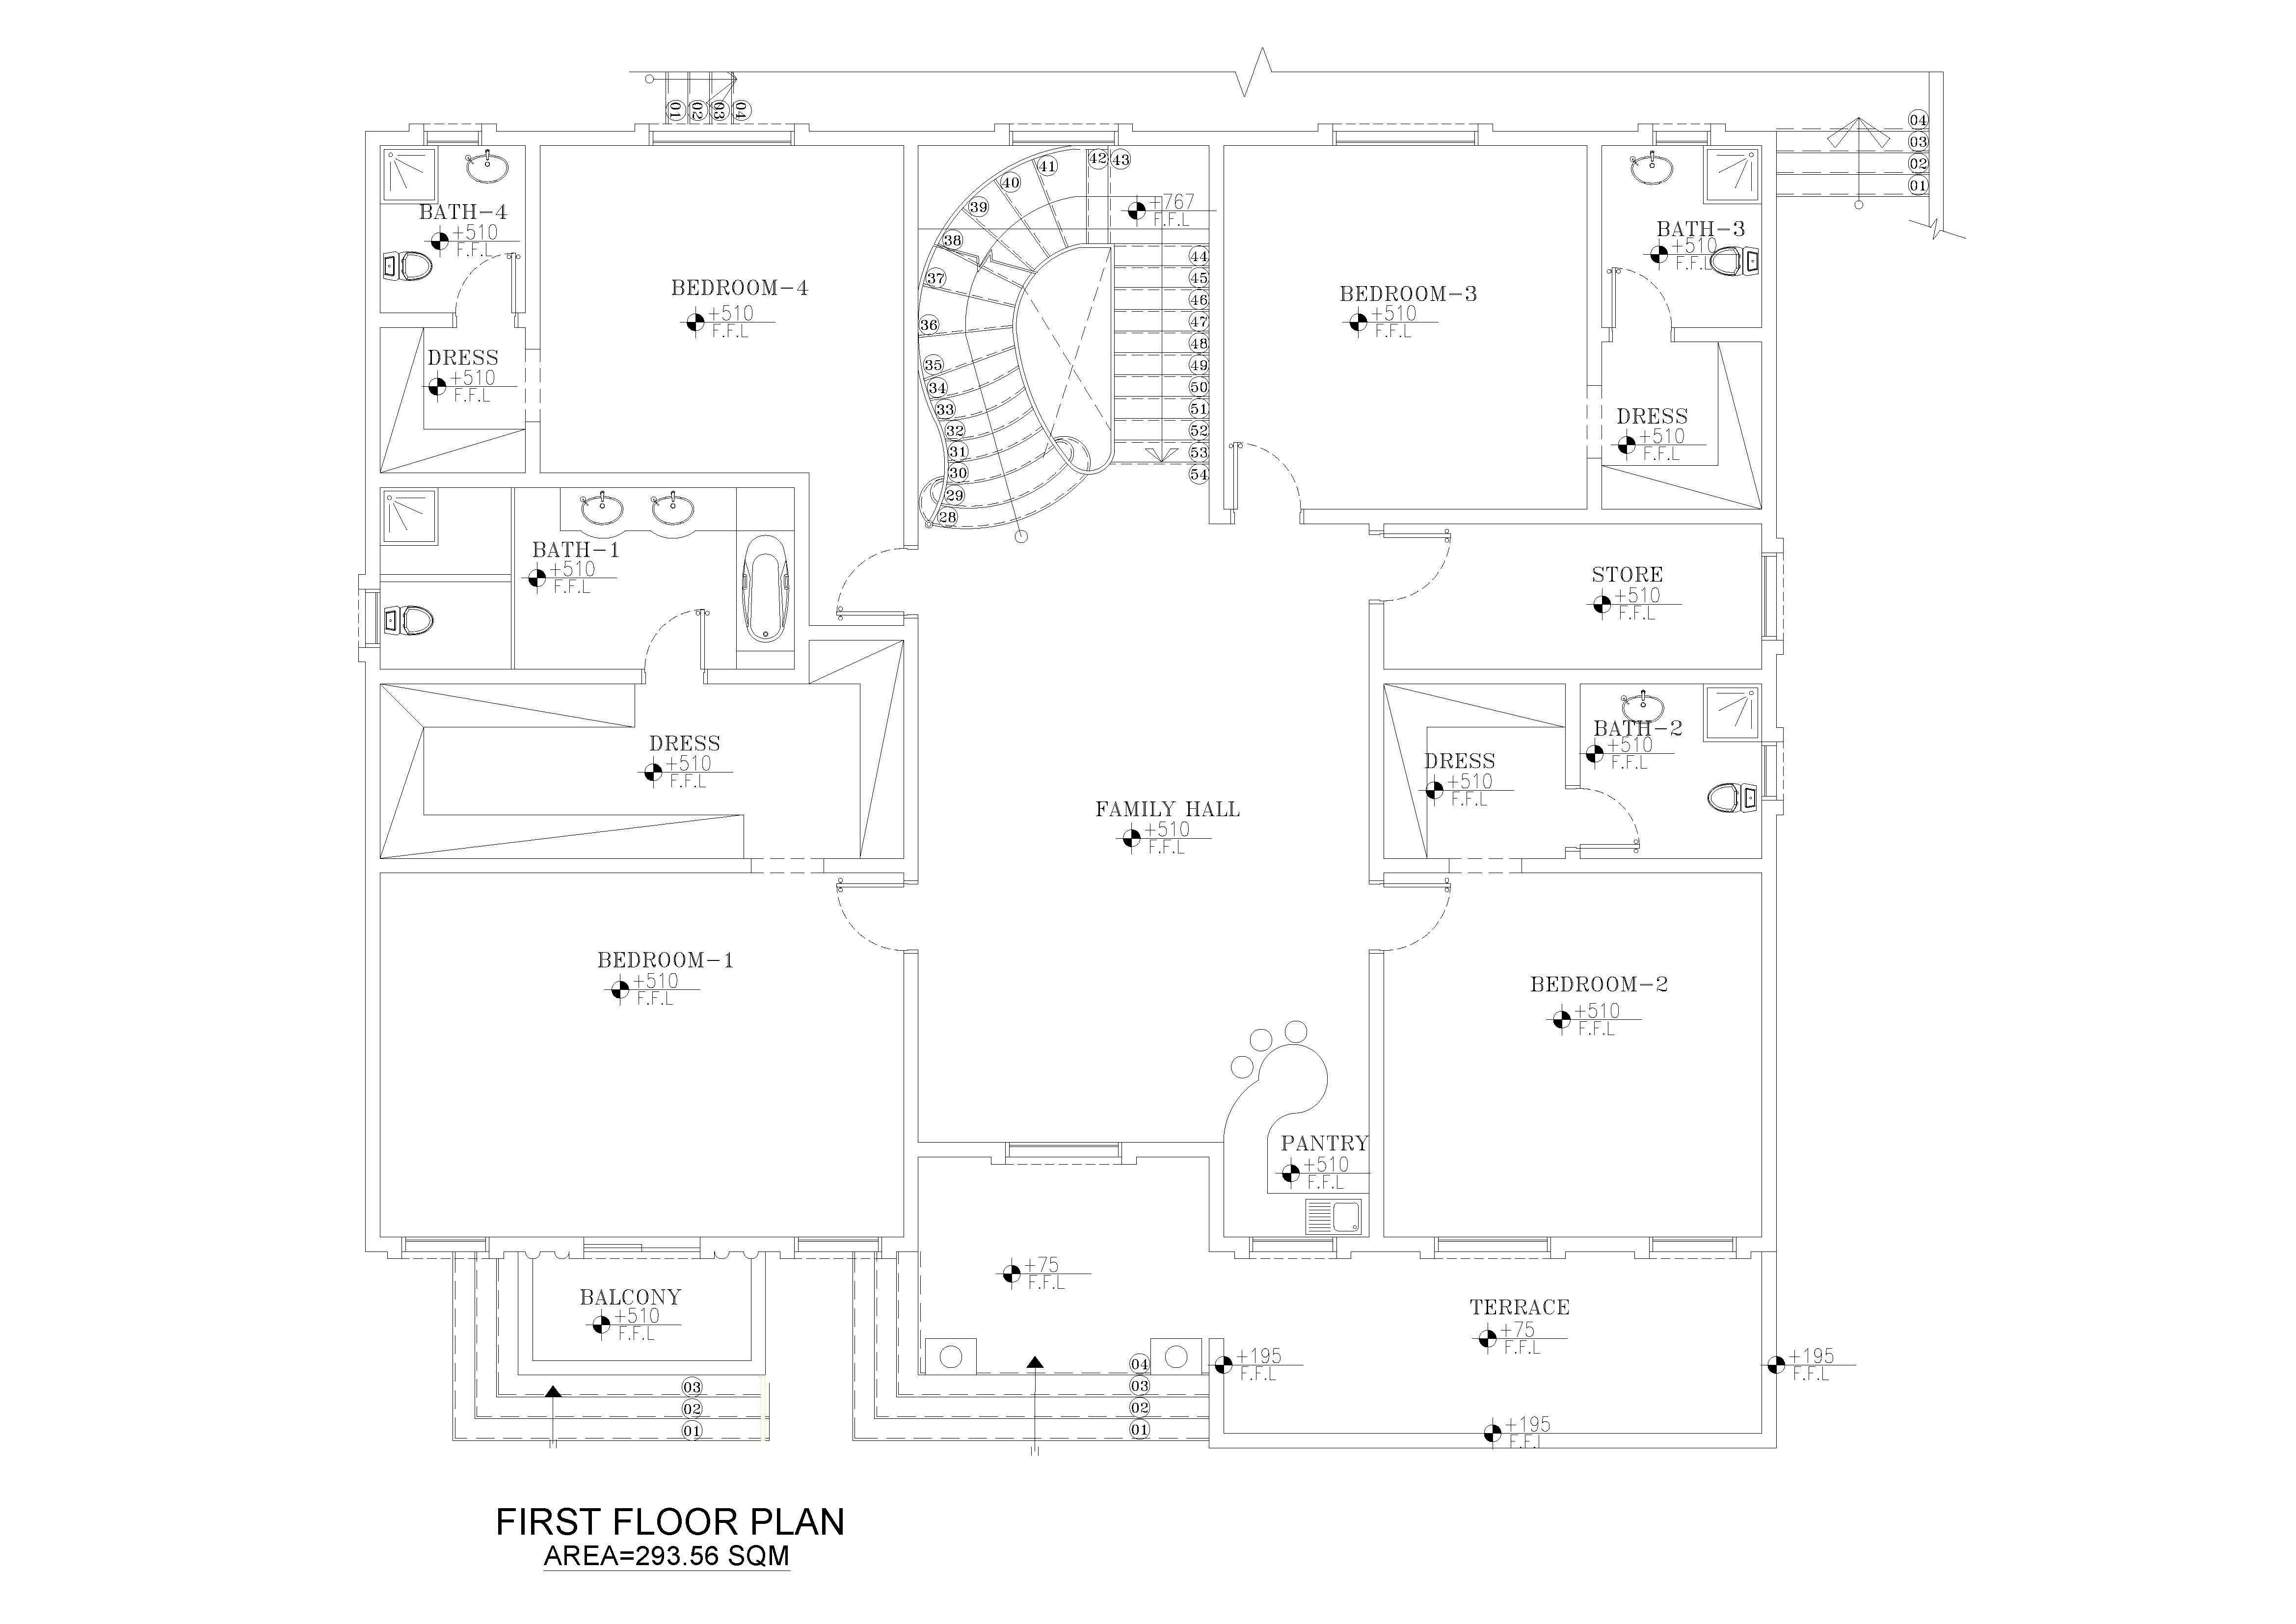 01
02
03
04
04
03
02
01
41
42
43
40
39
38
37
36
35
34
33
32
31
30
29
28
+767
F.F.L
44
45
46
47
48
49
50
51
52
53
54
BATH-4
+510
F.F.L
DRESS
+510
F.F.L
BEDROOM-4
+510
F.F.L
BEDROOM-3
+510
F.F.L
BATH-3
+510
F.F.L
DRESS
+510
F.F.L
BATH-1
+510
F.F.L
STORE
+510
F.F.L
DRESS
+510
F.F.L
FAMILY HALL
+510
F.F.L
DRESS
+510
F.F.L
BATH-2
+510
F.F.L
BEDROOM-1
+510
F.F.L
BEDROOM-2
+510
F.F.L
PANTRY
+510
F.F.L
BALCONY
+510
F.F.L
03
02
01
+75
F.F.L
04
03
02
01
TERRACE
+75
F.F.L
+195
F.F.L
+195
F.F.L
+195
F.F.L
FIRST FLOOR PLAN
AREA=293.56 SQM